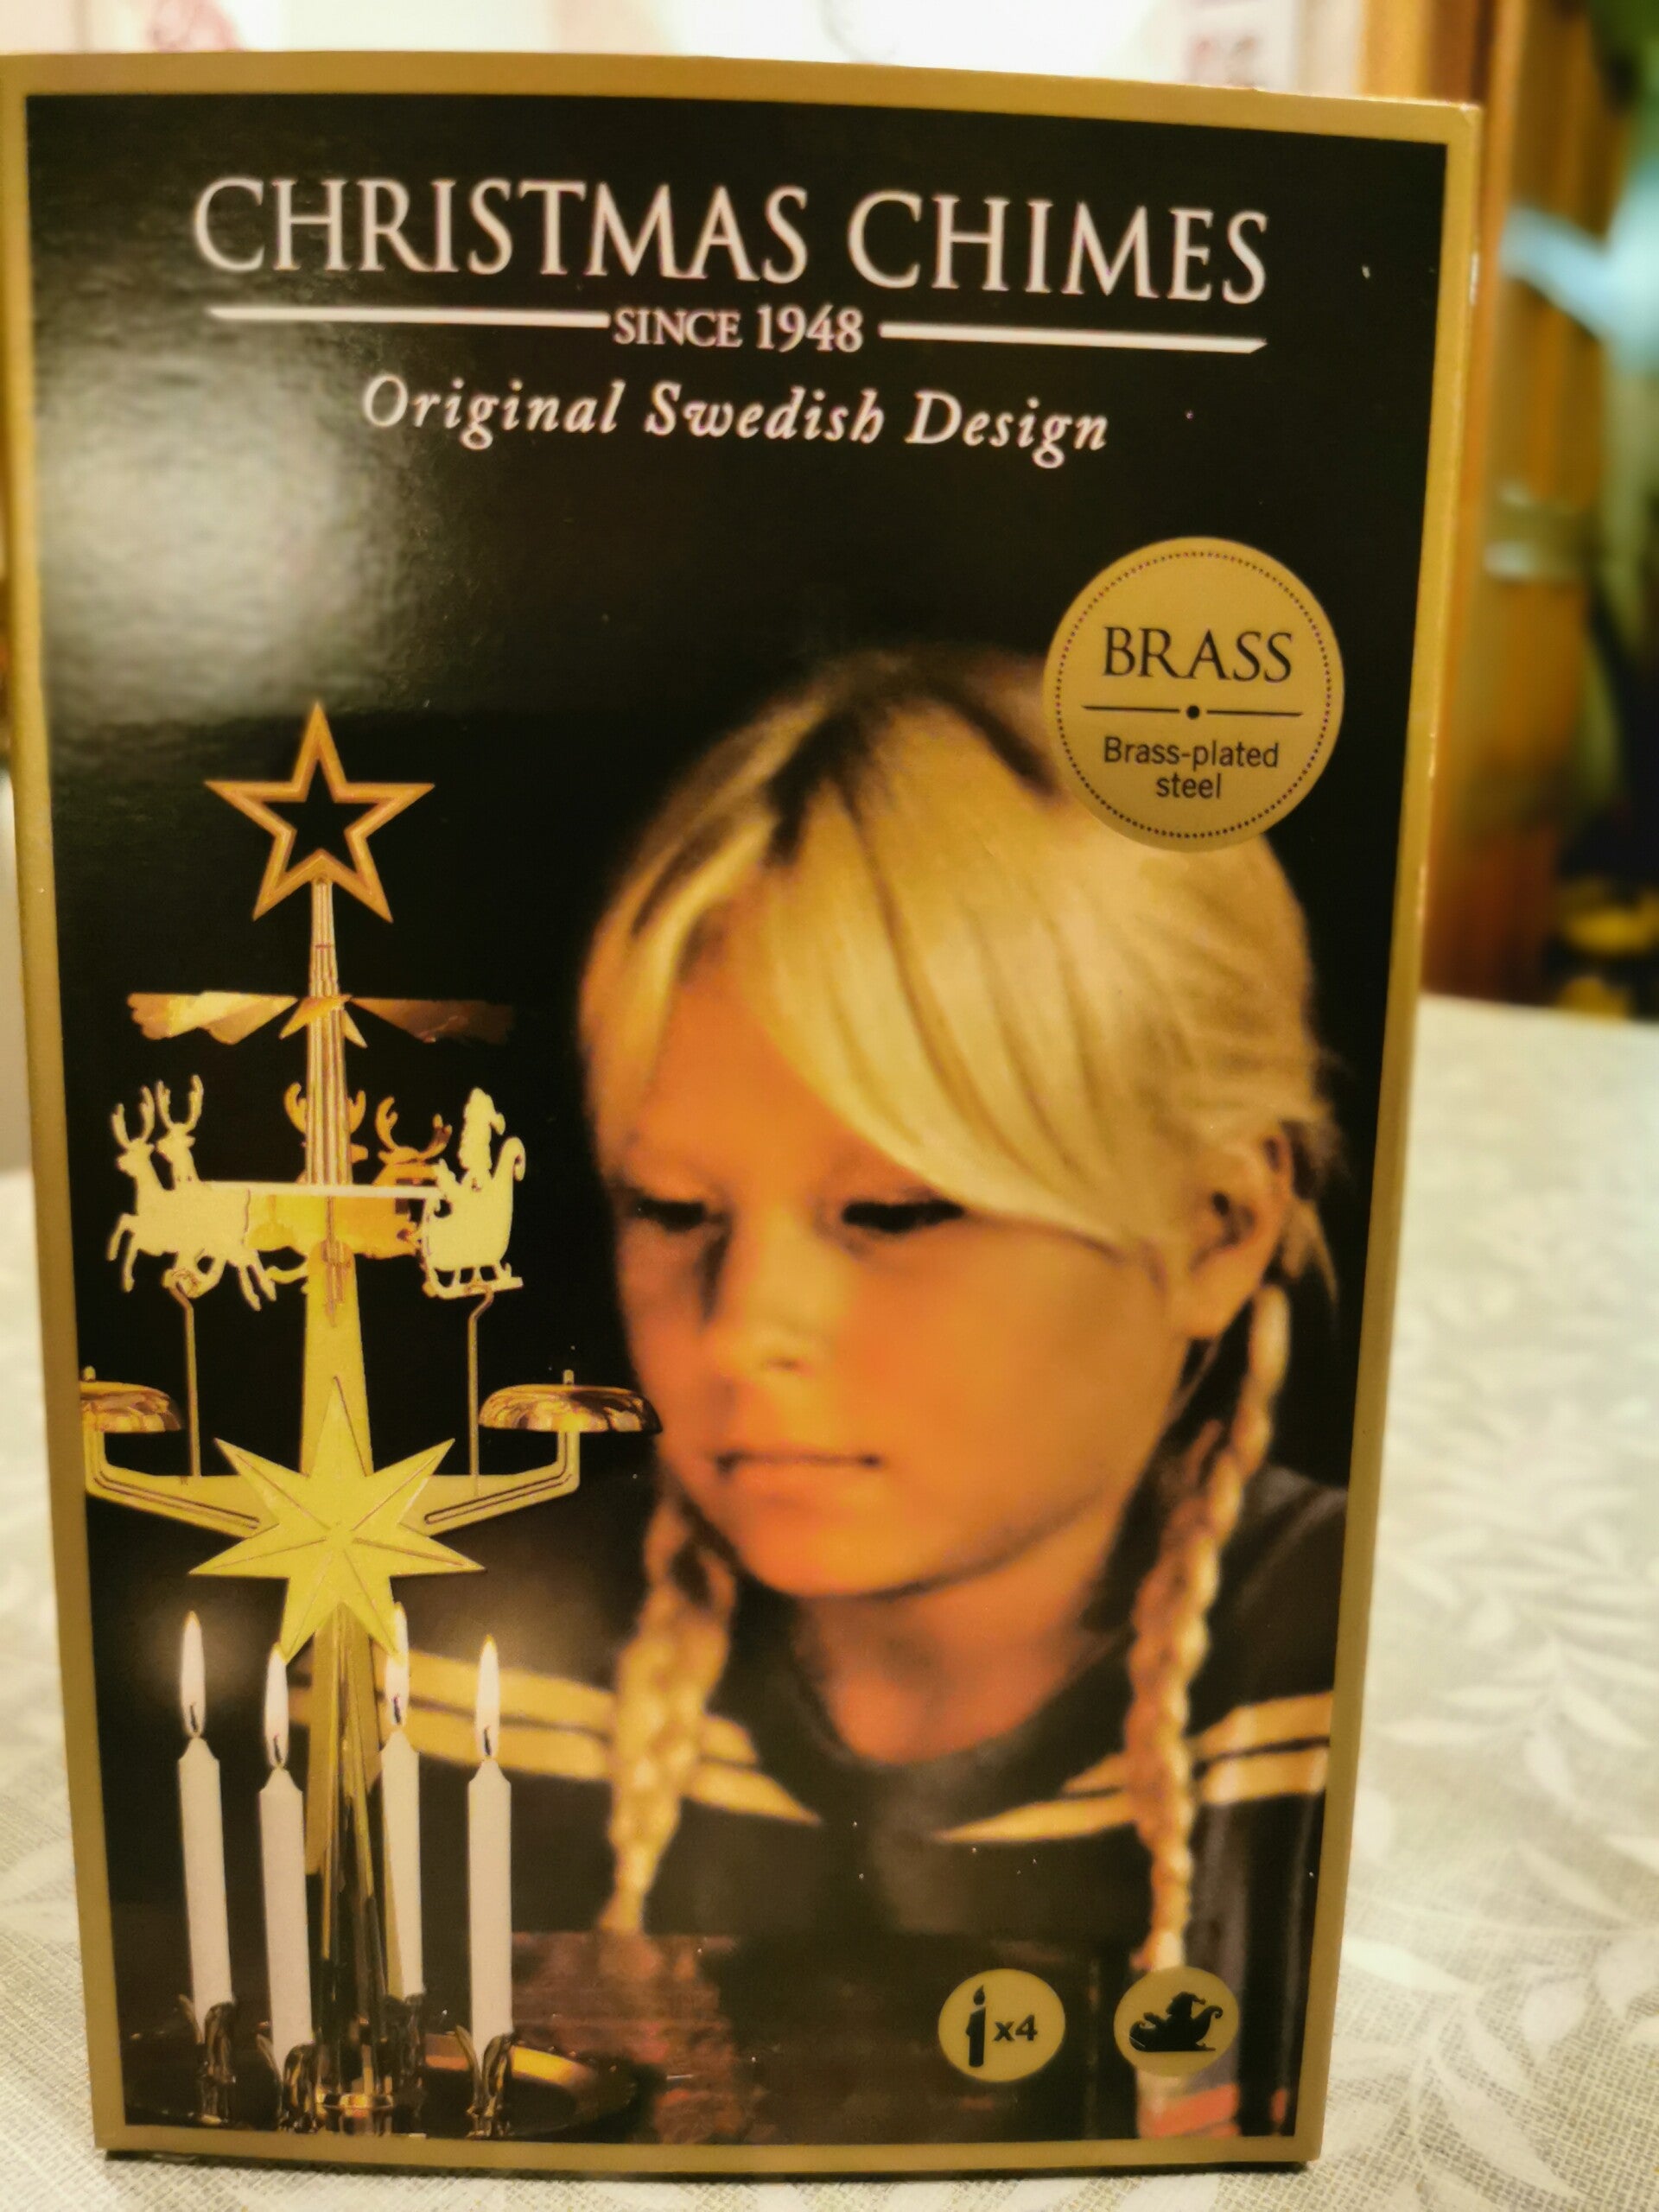 CHRISTMAS CHIMES
SINCE 1948
Original Swedish Design
BRASS
Brass-plated
steel
x4